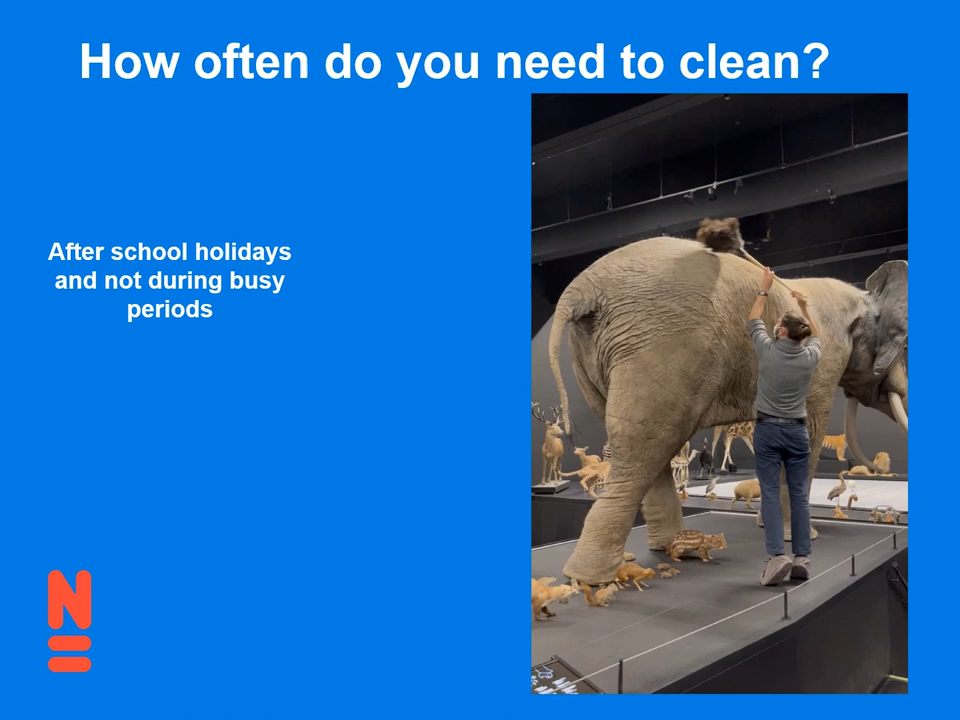 How often do you need to clean?
After school holidays
and not during busy
periods
N